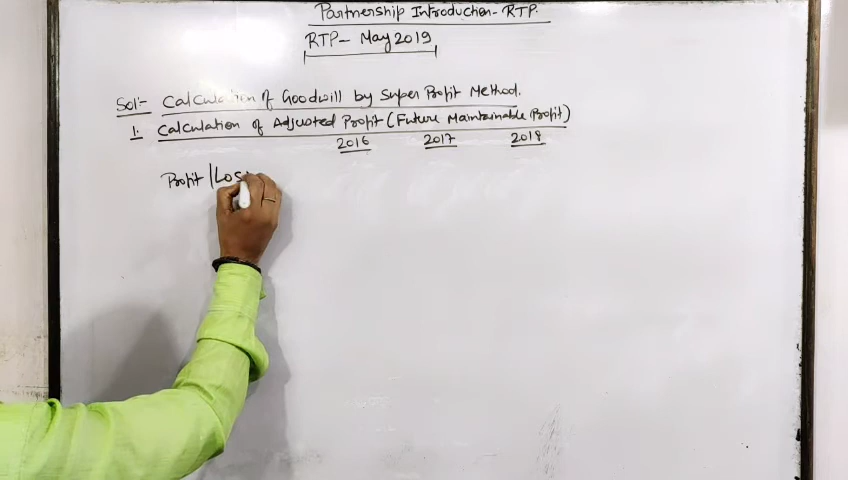 Partnership Introduction - RTP.
RTP - May 2019
Sol:- Calculation of Goodwill by Super Profit Method.
1. Calculation of Adjusted Profit (Future Maintainable Profit)
2016 2017 2018
Profit / Los